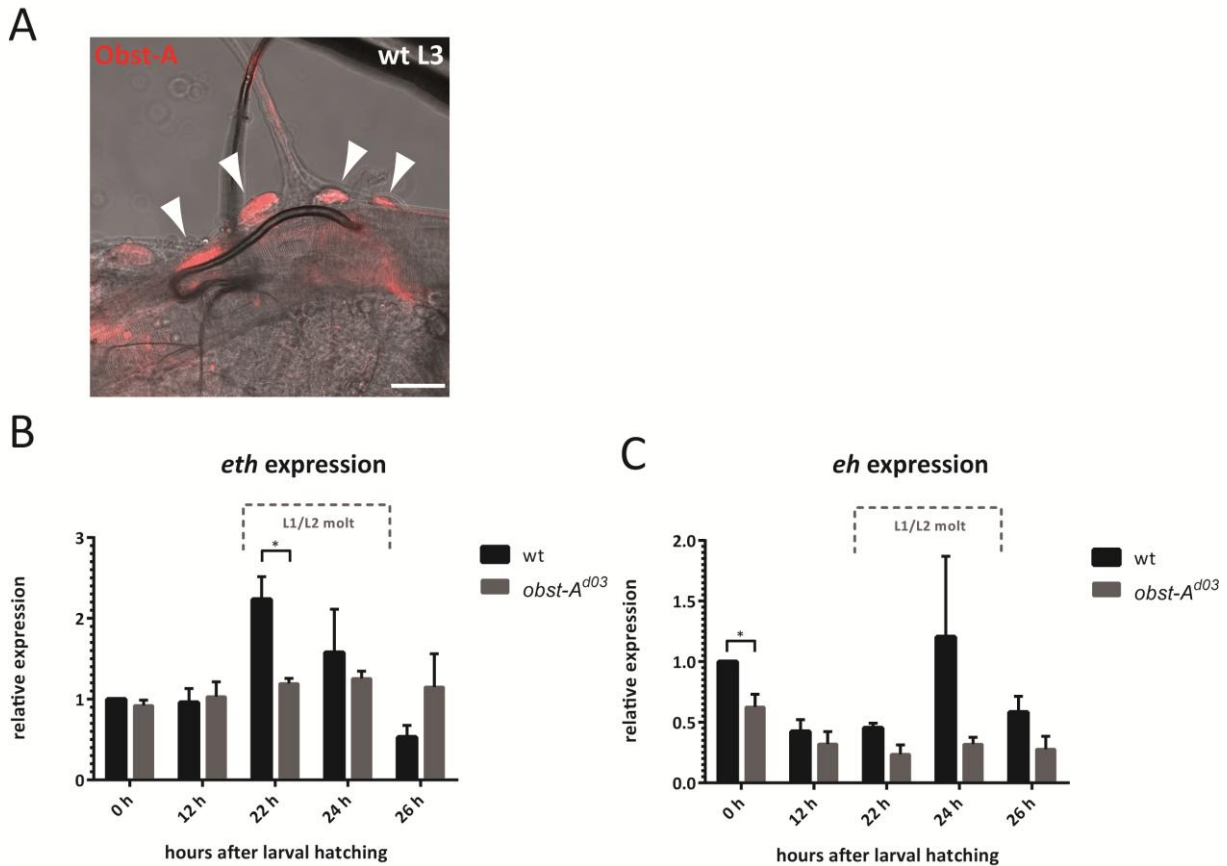 A
Obst-A wt L3
B
eth expression
L1/L2 molt
*
3
2
1
0
relative expression
0 h 12 h 22 h 24 h 26 h
hours after larval hatching
wt
obst-A^d03
C
eh expression
L1/L2 molt
*
2.0
1.5
1.0
0.5
0.0
relative expression
0 h 12 h 22 h 24 h 26 h
hours after larval hatching
wt
obst-A^d03